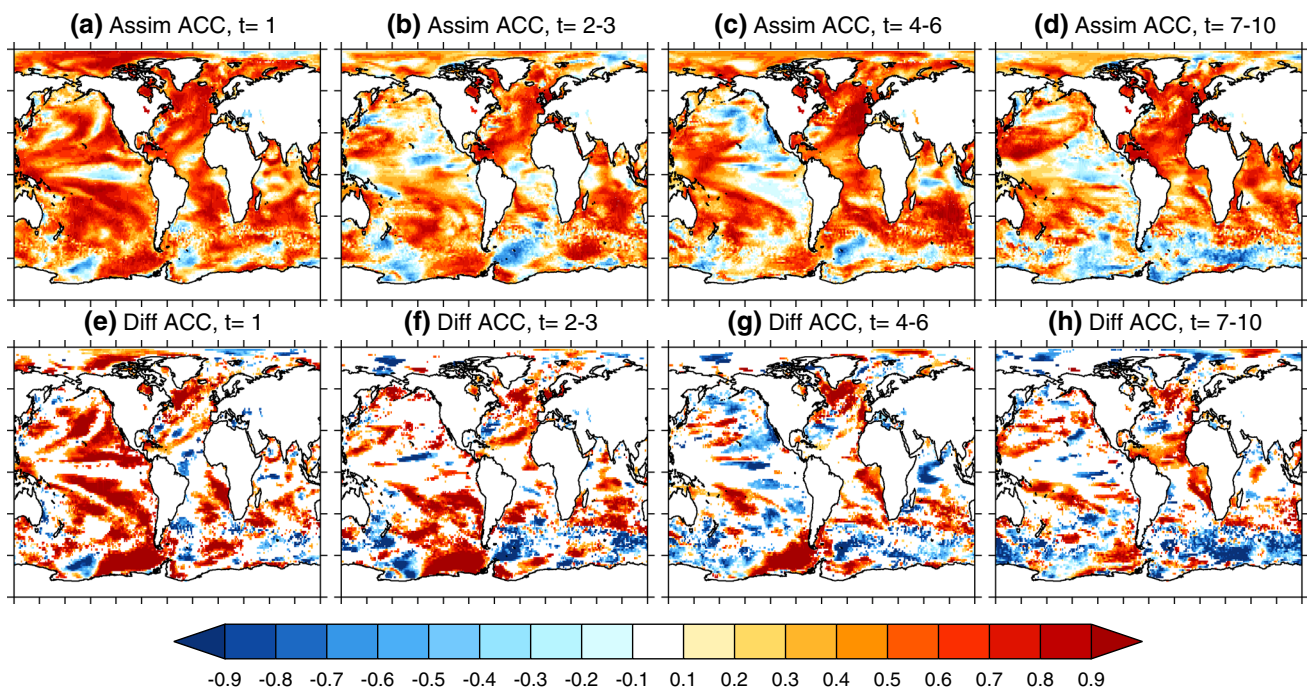 (a) Assim ACC, t= 1
(b) Assim ACC, t= 2-3
(c) Assim ACC, t= 4-6
(d) Assim ACC, t= 7-10
(e) Diff ACC, t= 1
(f) Diff ACC, t= 2-3
(g) Diff ACC, t= 4-6
(h) Diff ACC, t= 7-10
-0.9 -0.8 -0.7 -0.6 -0.5 -0.4 -0.3 -0.2 -0.1 0.1 0.2 0.3 0.4 0.5 0.6 0.7 0.8 0.9